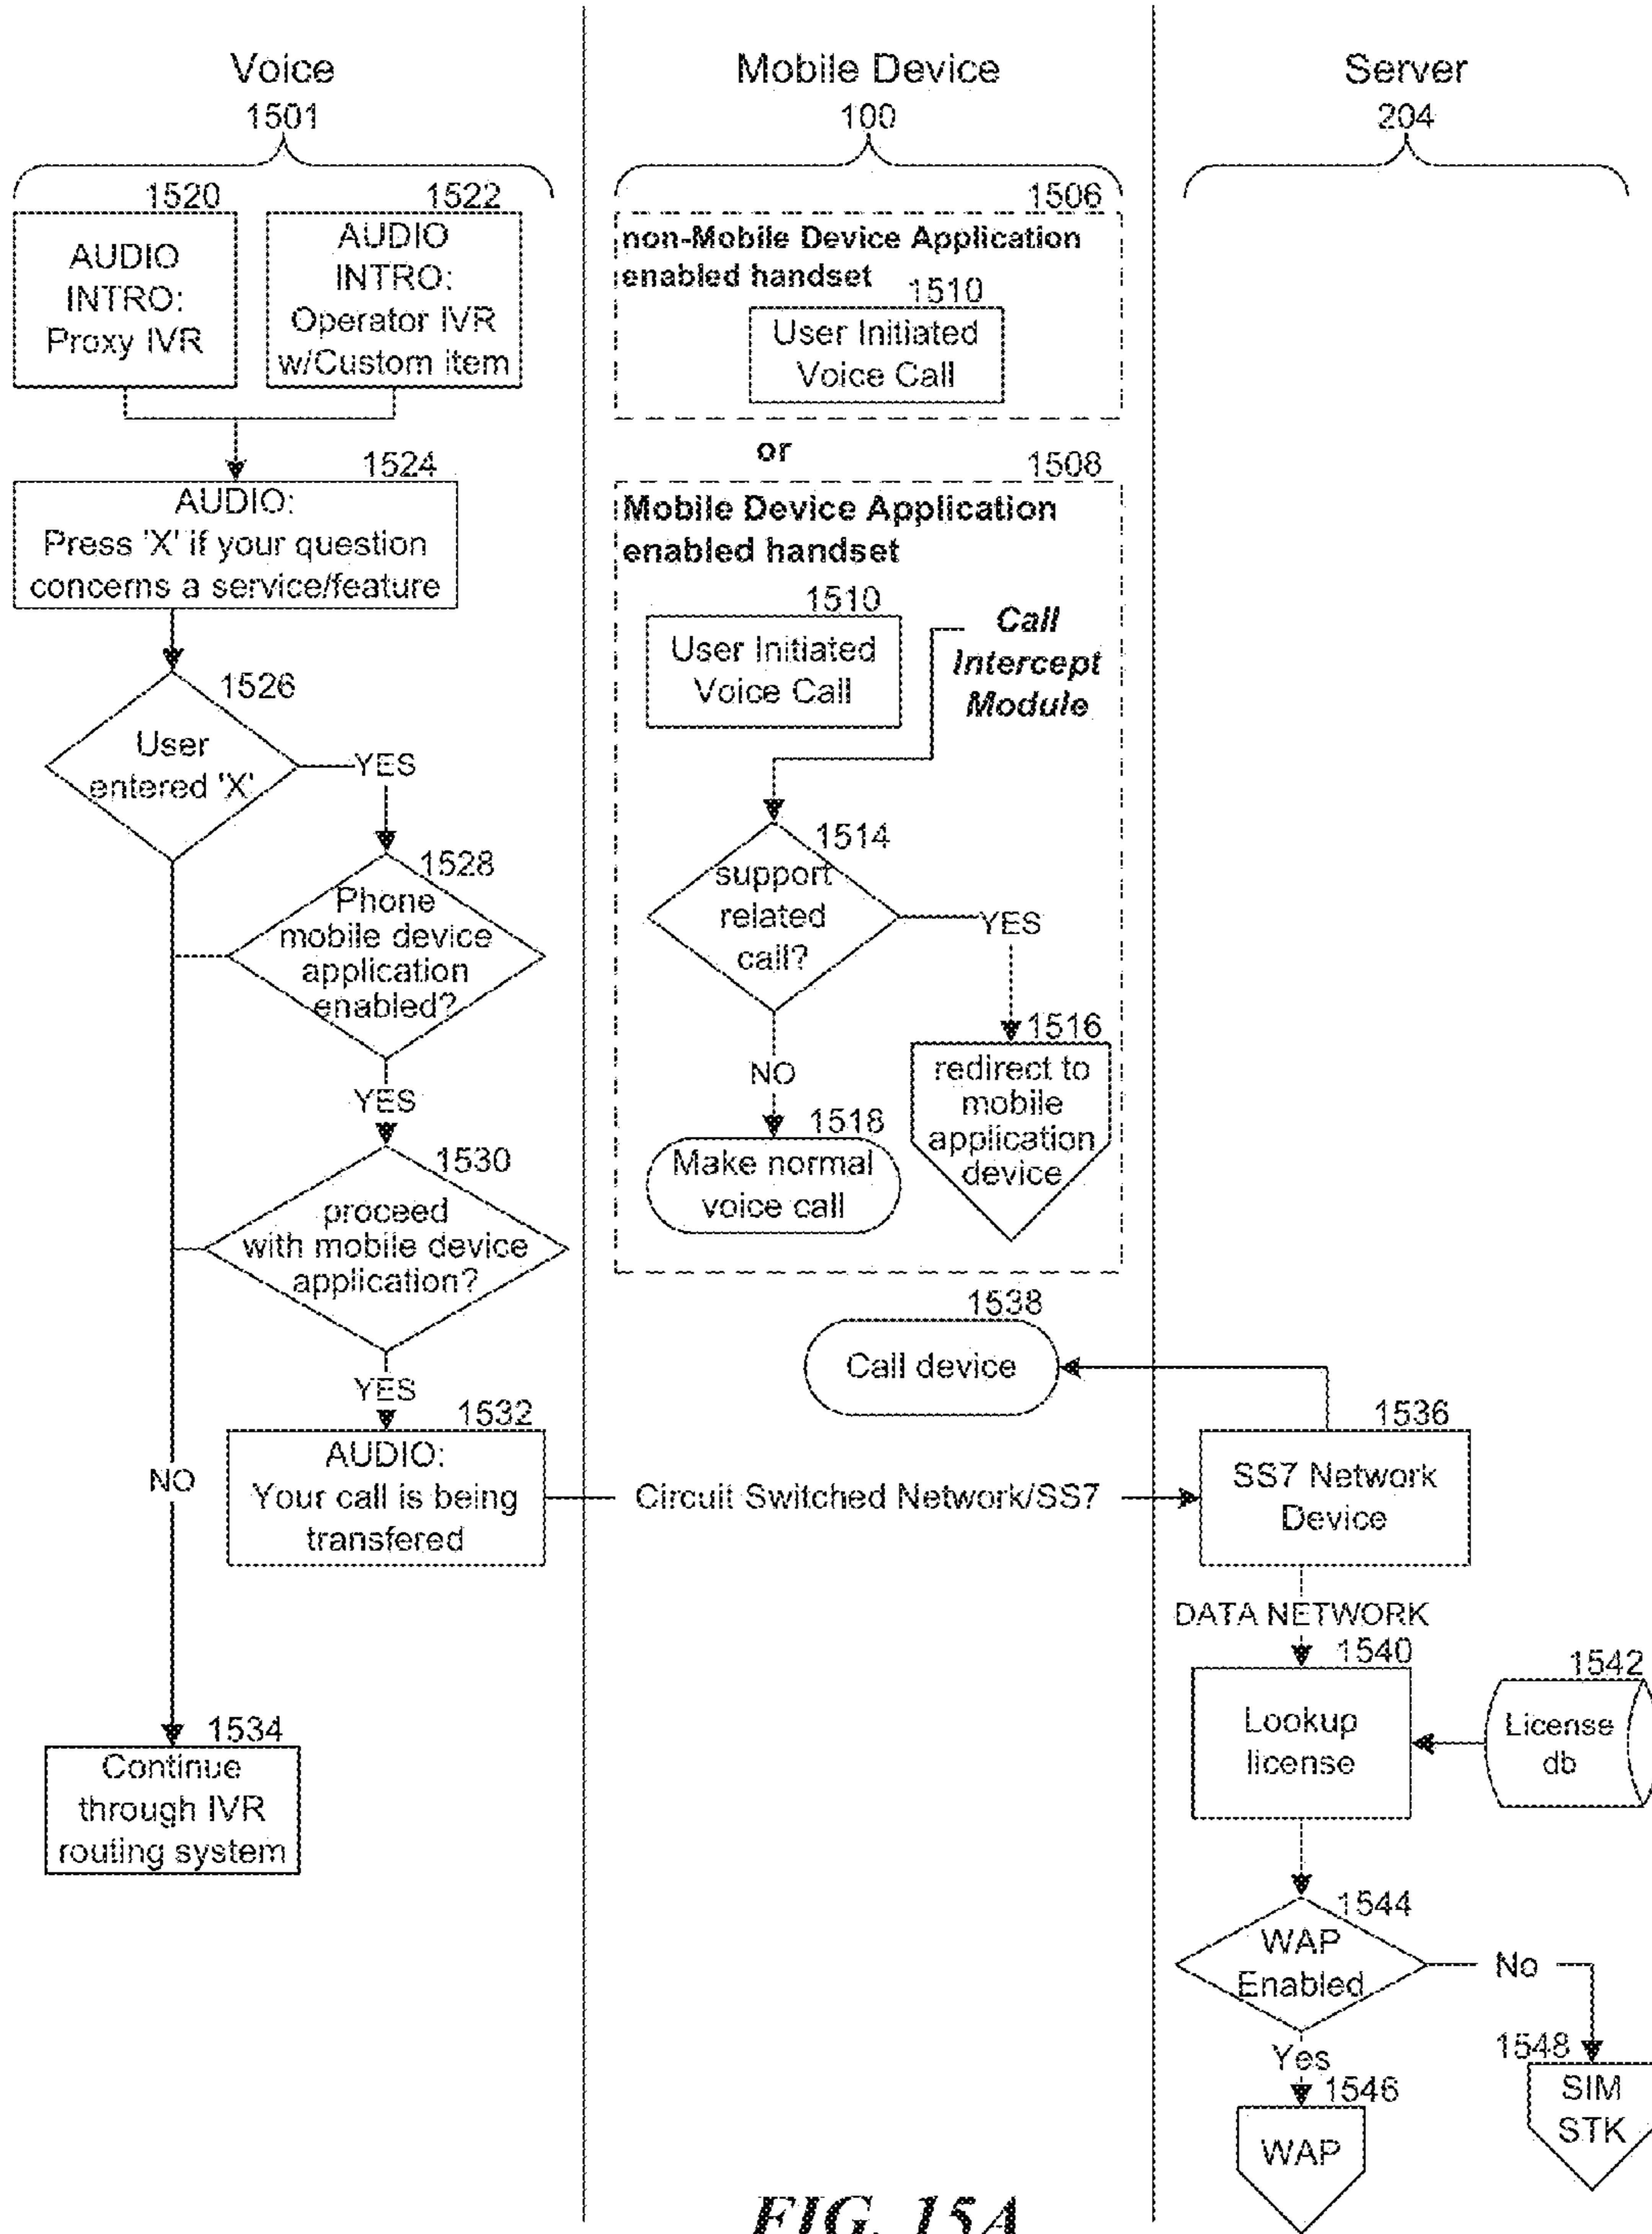 Voice
1501
1520
AUDIO
INTRO:
Proxy IVR
1522
AUDIO
INTRO:
Operator IVR
w/Custom item
1524
AUDIO:
Press 'X' if your question
concerns a service/feature
1526
User
entered 'X'
YES
1528
Phone
mobile device
application
enabled?
YES
1530
proceed
with mobile device
application?
YES
NO
1532
AUDIO:
Your call is being
transfered
1534
Continue
through IVR
routing system
Mobile Device
100
1506
non-Mobile Device Application
enabled handset
1510
User Initiated
Voice Call
or
1508
Mobile Device Application
enabled handset
1510
User Initiated
Voice Call
Call
Intercept
Module
1514
support
related
call?
YES
NO
1516
redirect to
mobile
application
device
1518
Make normal
voice call
1538
Call device
Circuit Switched Network/SS7
Server
204
1536
SS7 Network
Device
DATA NETWORK
1540
Lookup
license
1542
License
db
1544
WAP
Enabled
No
Yes
1546
WAP
1548
SIM
STK
FIG. 15A